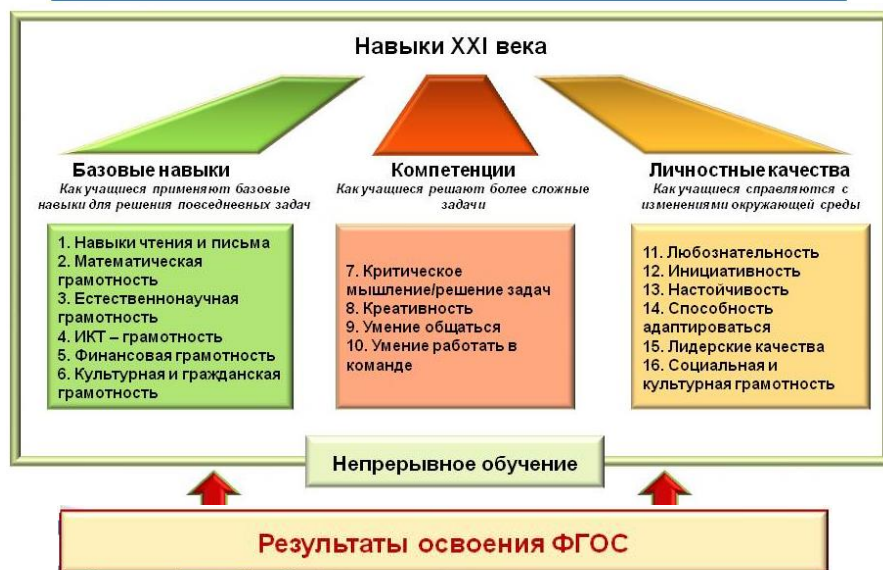 Навыки XXI века
Базовые навыки
Как учащиеся применяют базовые
навыки для решения повседневных задач
1. Навыки чтения и письма
2. Математическая
грамотность
3. Естественнонаучная
грамотность
4. ИКТ – грамотность
5. Финансовая грамотность
6. Культурная и гражданская
грамотность
Компетенции
Как учащиеся решают более сложные
задачи
7. Критическое
мышление/решение задач
8. Креативность
9. Умение общаться
10. Умение работать в
команде
Личностные качества
Как учащиеся справляются с
изменениями окружающей среды
11. Любознательность
12. Инициативность
13. Настойчивость
14. Способность
адаптироваться
15. Лидерские качества
16. Социальная и
культурная грамотность
Непрерывное обучение
Результаты освоения ФГОС